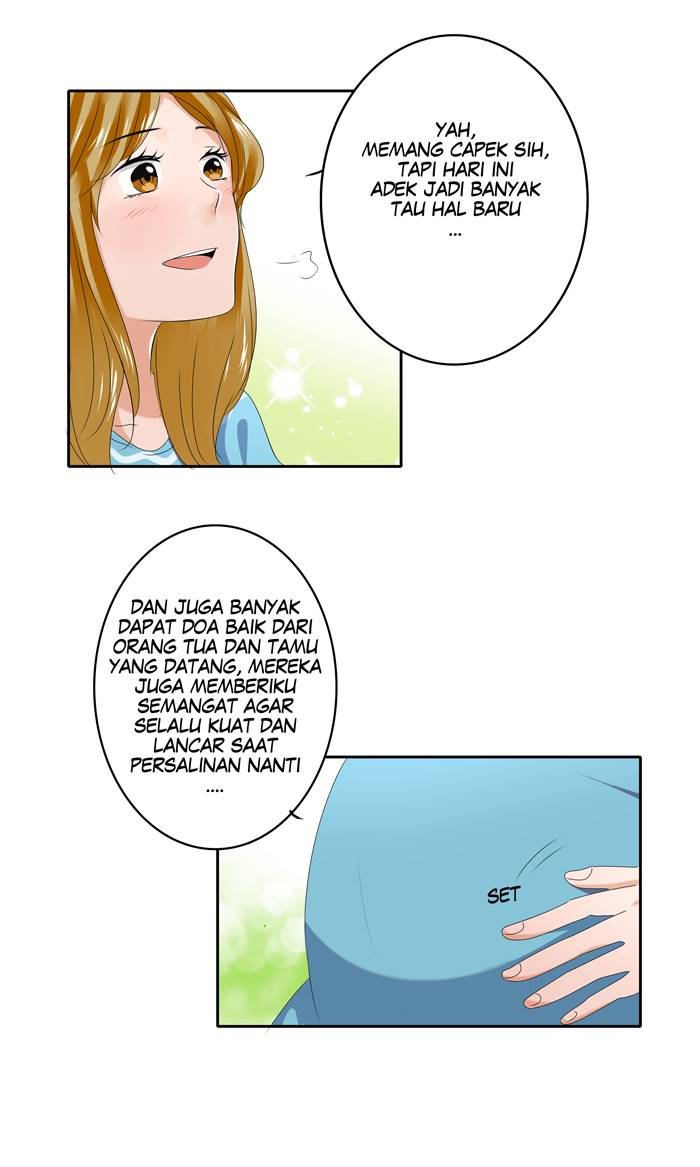 YAH,
MEMANG CAPEK SIH,
TAPI HARI INI
ADEK JADI BANYAK
TAU HAL BARU
...
DAN JUGA BANYAK
DAPAT DOA BAIK DARI
ORANG TUA DAN TAMU
YANG DATANG, MEREKA
JUGA MEMBERIKU
SEMANGAT AGAR
SELALU KUAT DAN
LANCAR SAAT
PERSALINAN NANTI
....
SET